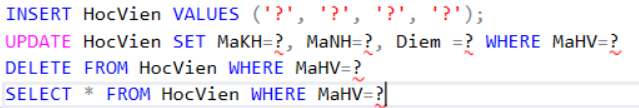 INSERT HocVien VALUES ('?', '?', '?', '?');
UPDATE HocVien SET MaKH=?, MaNH=?, Diem =? WHERE MaHV=?
DELETE FROM HocVien WHERE MaHV=?
SELECT * FROM HocVien WHERE MaHV=?